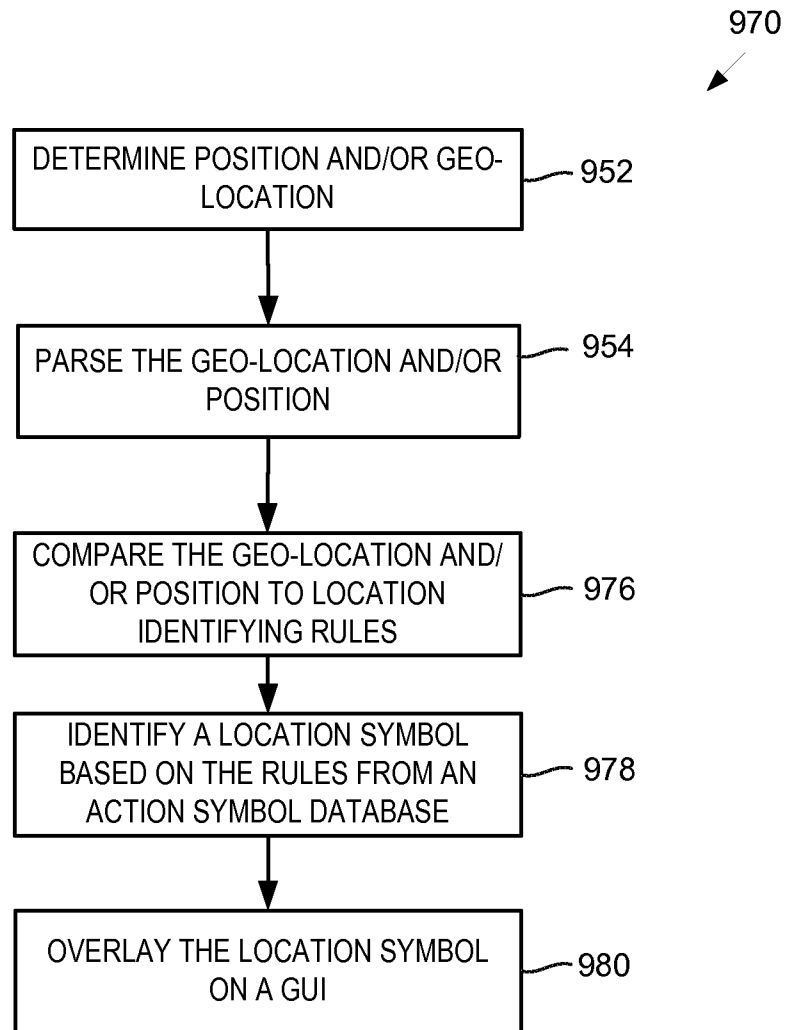 970
DETERMINE POSITION AND/OR GEO-
LOCATION
952
PARSE THE GEO-LOCATION AND/OR
POSITION
954
COMPARE THE GEO-LOCATION AND/
OR POSITION TO LOCATION
IDENTIFYING RULES
976
IDENTIFY A LOCATION SYMBOL
BASED ON THE RULES FROM AN
ACTION SYMBOL DATABASE
978
OVERLAY THE LOCATION SYMBOL
ON A GUI
980